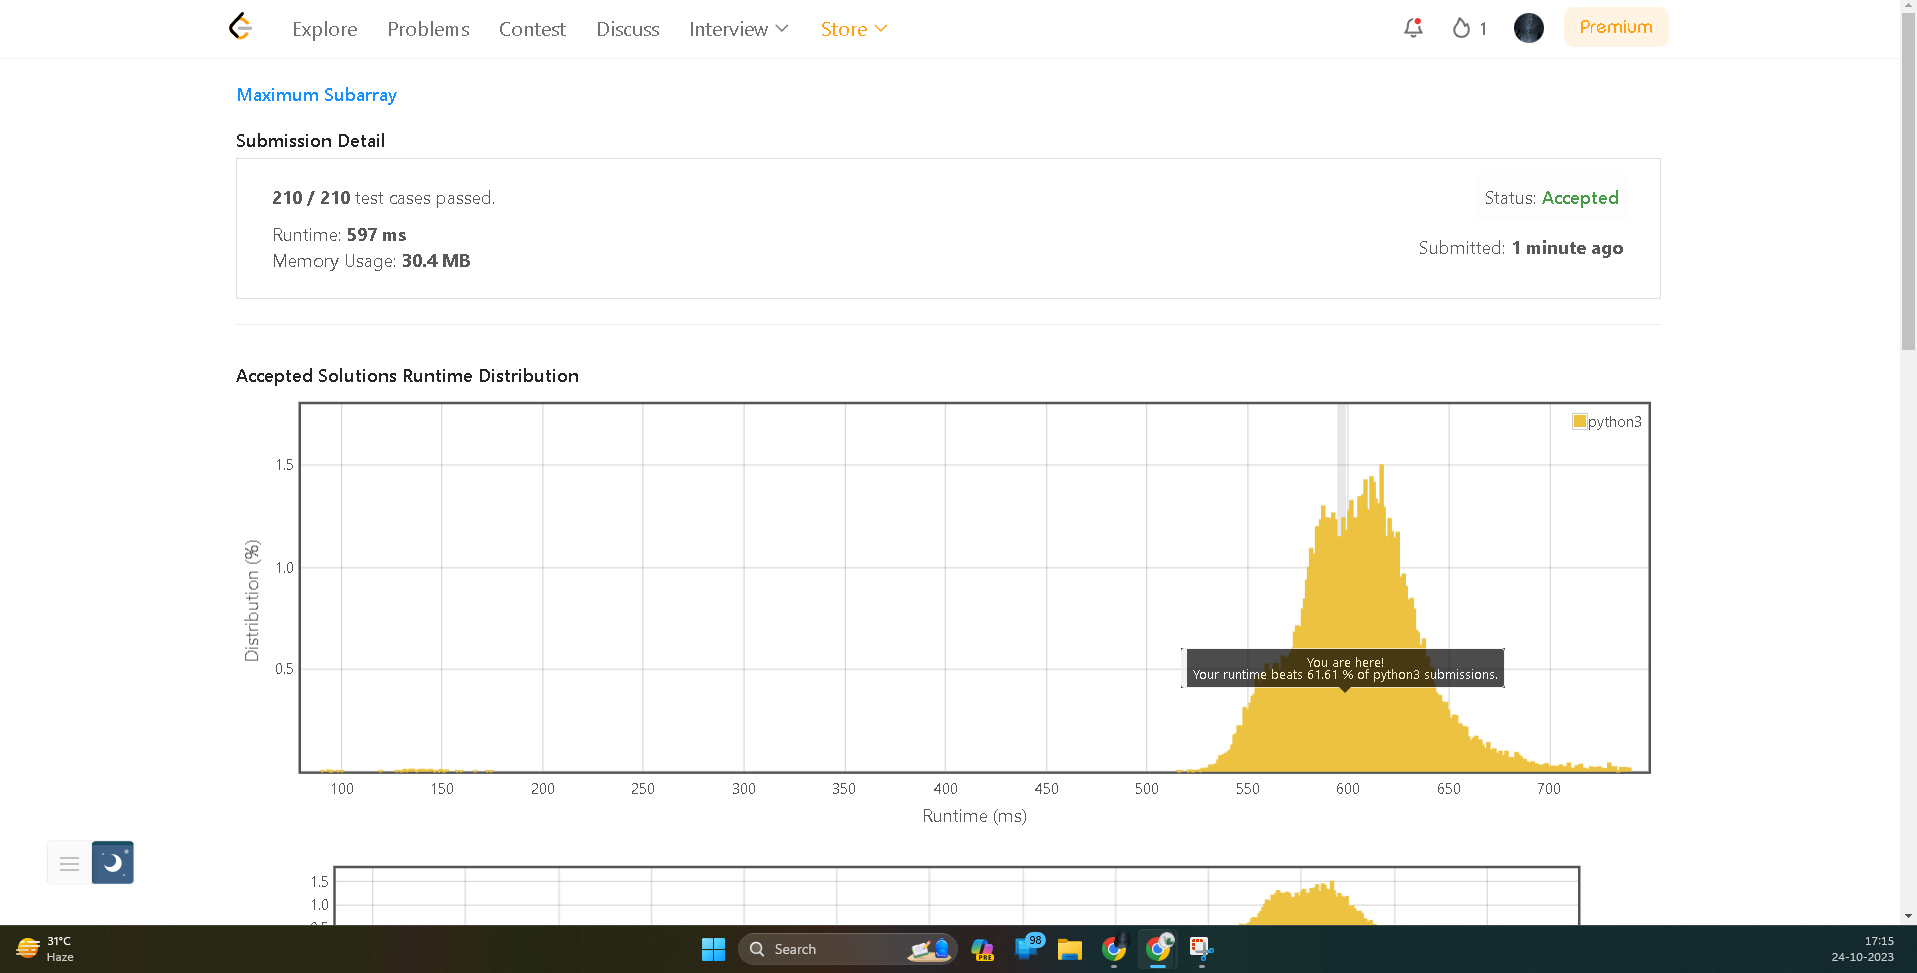 Explore Problems Contest Discuss Interview Store 1 Premium
Maximum Subarray
Submission Detail
210 / 210 test cases passed.
Status: Accepted
Runtime: 597 ms
Submitted: 1 minute ago
Memory Usage: 30.4 MB
Accepted Solutions Runtime Distribution
python3
1.5
1.0
0.5
Distribution (%)
You are here!
Your runtime beats 61.61 % of python3 submissions.
100 150 200 250 300 350 400 450 500 550 600 650 700
Runtime (ms)
1.5
1.0
31°C
Haze
Search
PRE
98
17:15
24-10-2023